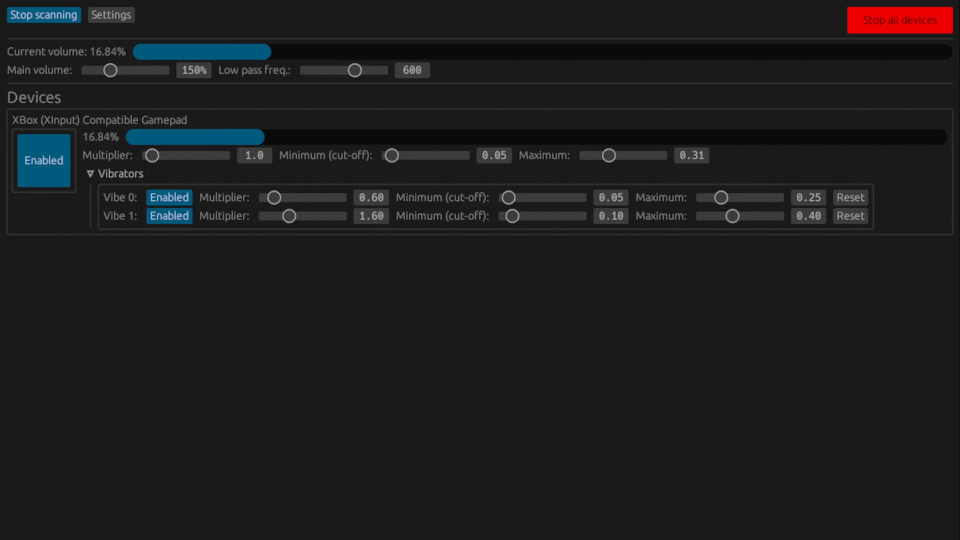 Stop scanning Settings Stop all devices
Current volume: 16.84%
Main volume: 150% Low pass freq.: 600
Devices
XBox (XInput) Compatible Gamepad
Enabled
16.84%
Multiplier: 1.0 Minimum (cut-off): 0.05 Maximum: 0.31
Vibrators
Vibe 0: Enabled Multiplier: 0.60 Minimum (cut-off): 0.05 Maximum: 0.25 Reset
Vibe 1: Enabled Multiplier: 1.60 Minimum (cut-off): 0.10 Maximum: 0.40 Reset